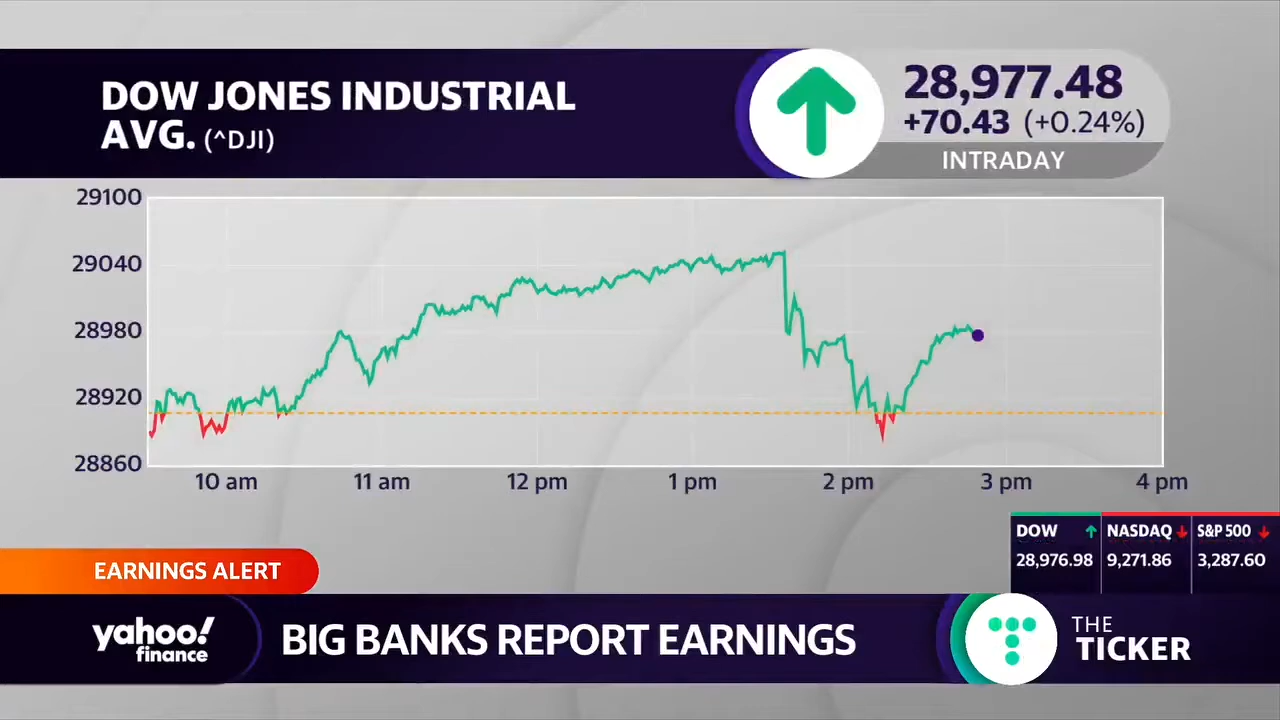 DOW JONES INDUSTRIAL
AVG. (^DJI)
28,977.48
+70.43 (+0.24%)
INTRADAY
29100
29040
28980
28920
28860
10 am 11 am 12 pm 1 pm 2 pm 3 pm 4 pm
DOW NASDAQ S&P 500
28,976.98 9,271.86 3,287.60
EARNINGS ALERT
yahoo!
finance
BIG BANKS REPORT EARNINGS
THE
TICKER